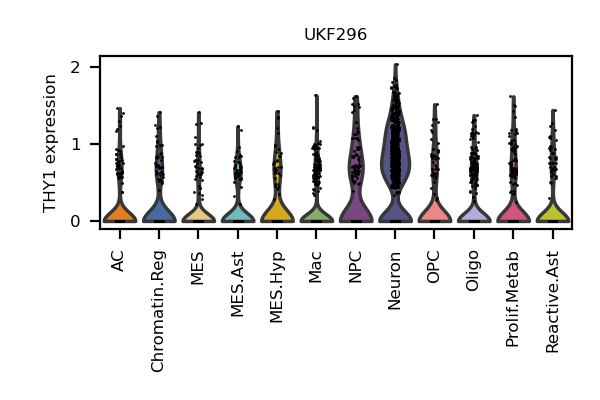 UKF296
THY1 expression
2
1
0
AC
Chromatin.Reg
MES
MES.Ast
MES.Hyp
Mac
NPC
Neuron
OPC
Oligo
Prolif.Metab
Reactive.Ast